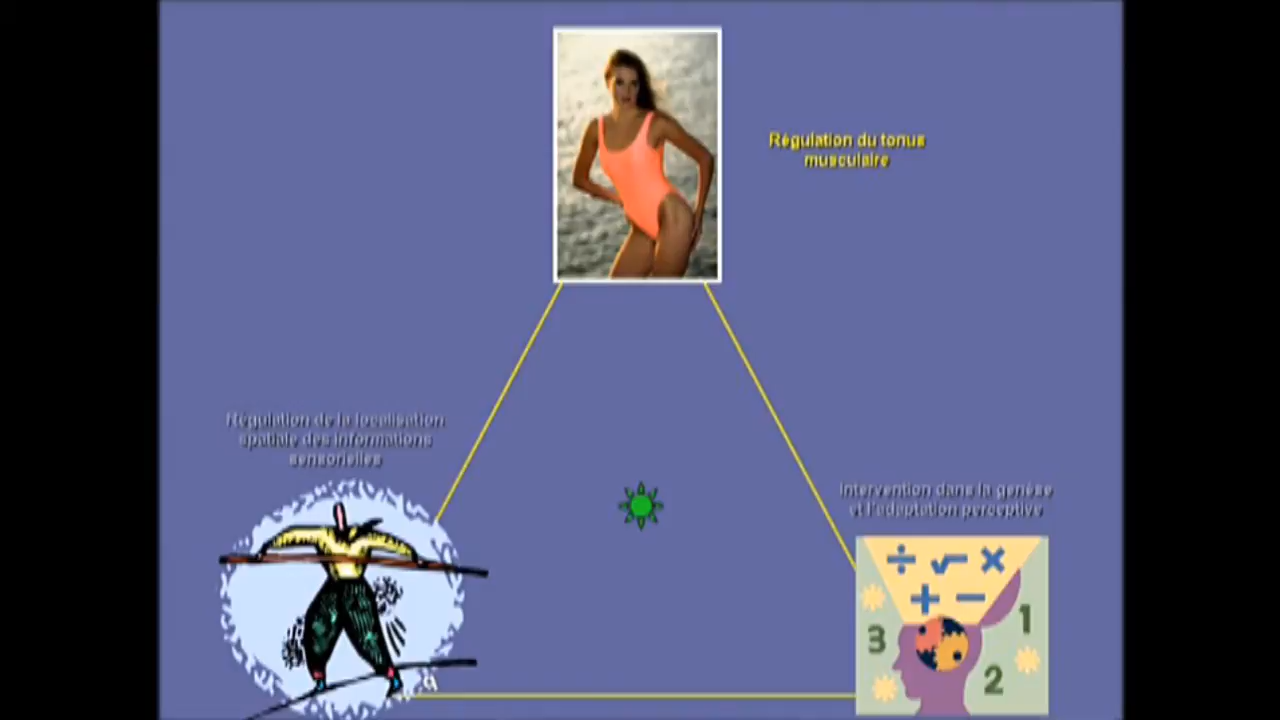 Régulation du tonus
musculaire
Régulation de la localisation
spatiale des informations
sensorielles
Intervention dans la genèse
et l'adaptation perceptive
÷ √ ×
+ −
3
1
2